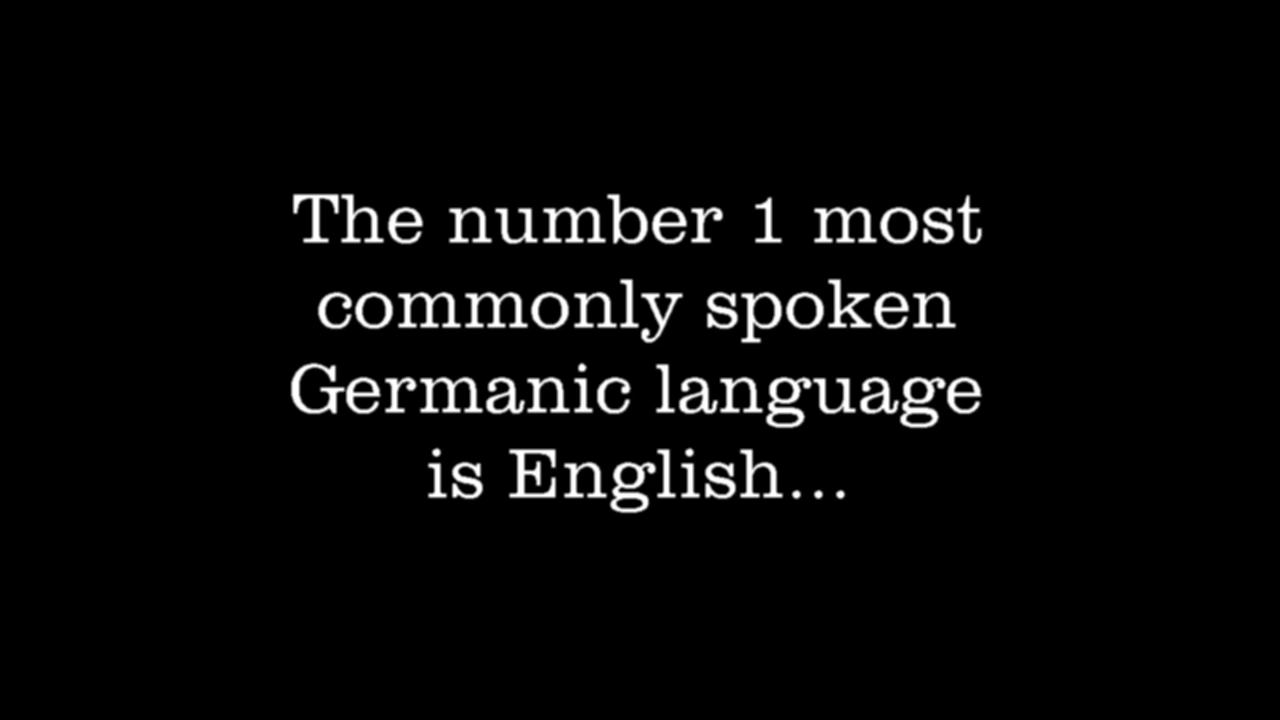 The number 1 most
commonly spoken
Germanic language
is English...